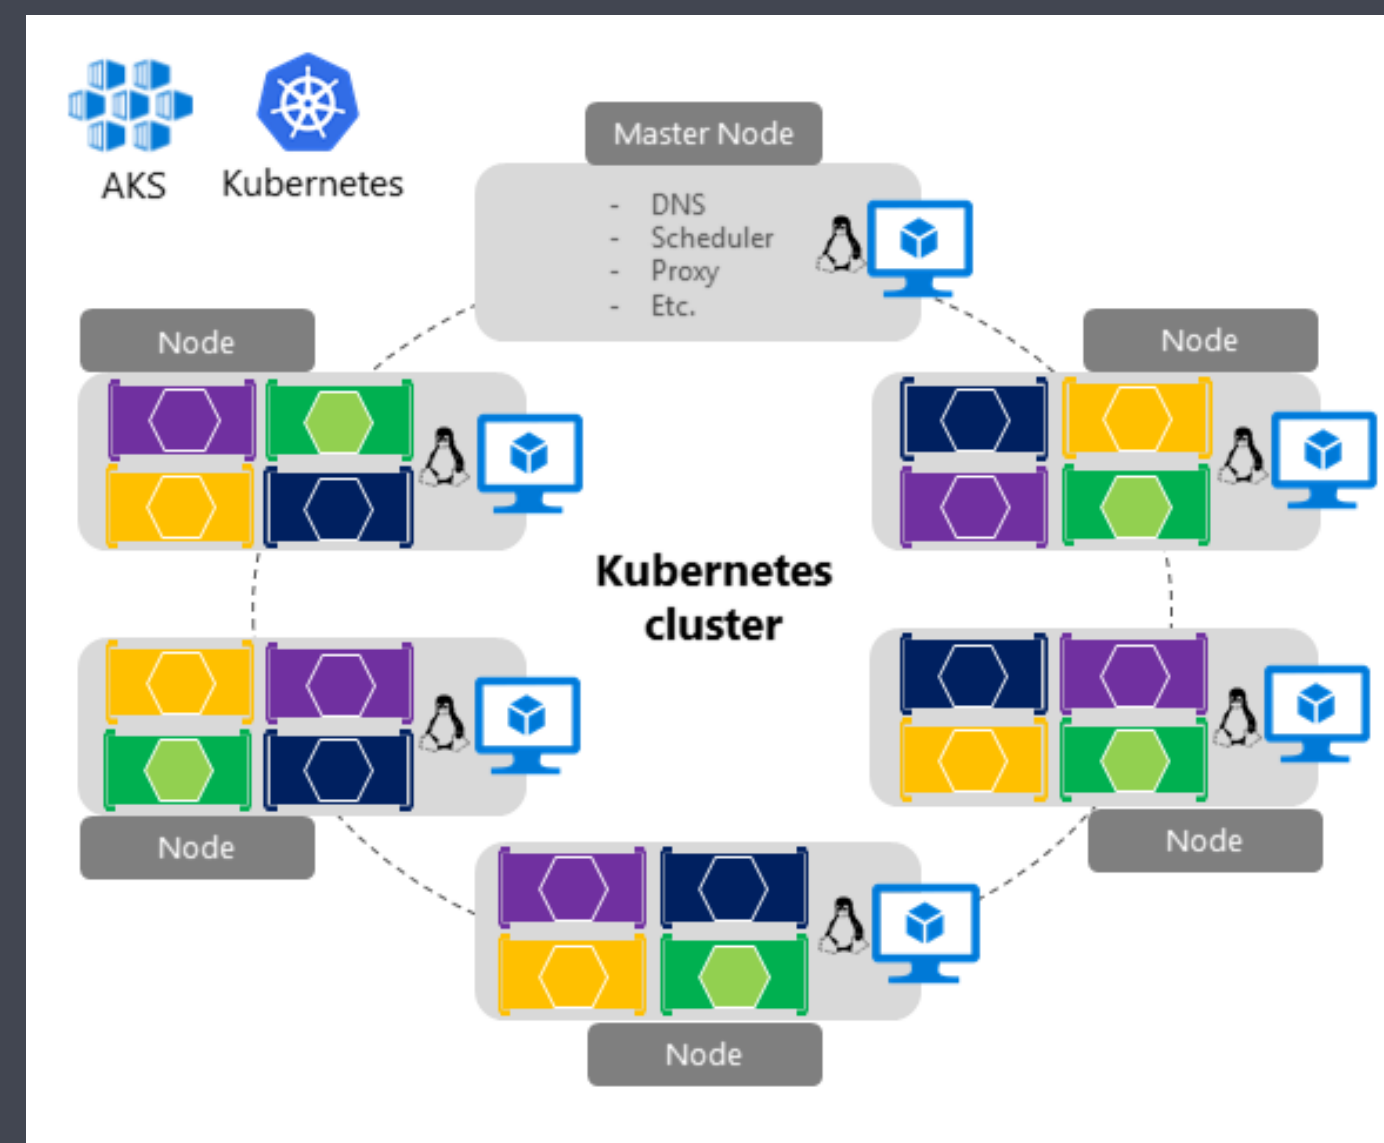 AKS
Kubernetes
Master Node
- DNS
- Scheduler
- Proxy
- Etc.
Node
Node
Kubernetes
cluster
Node
Node
Node